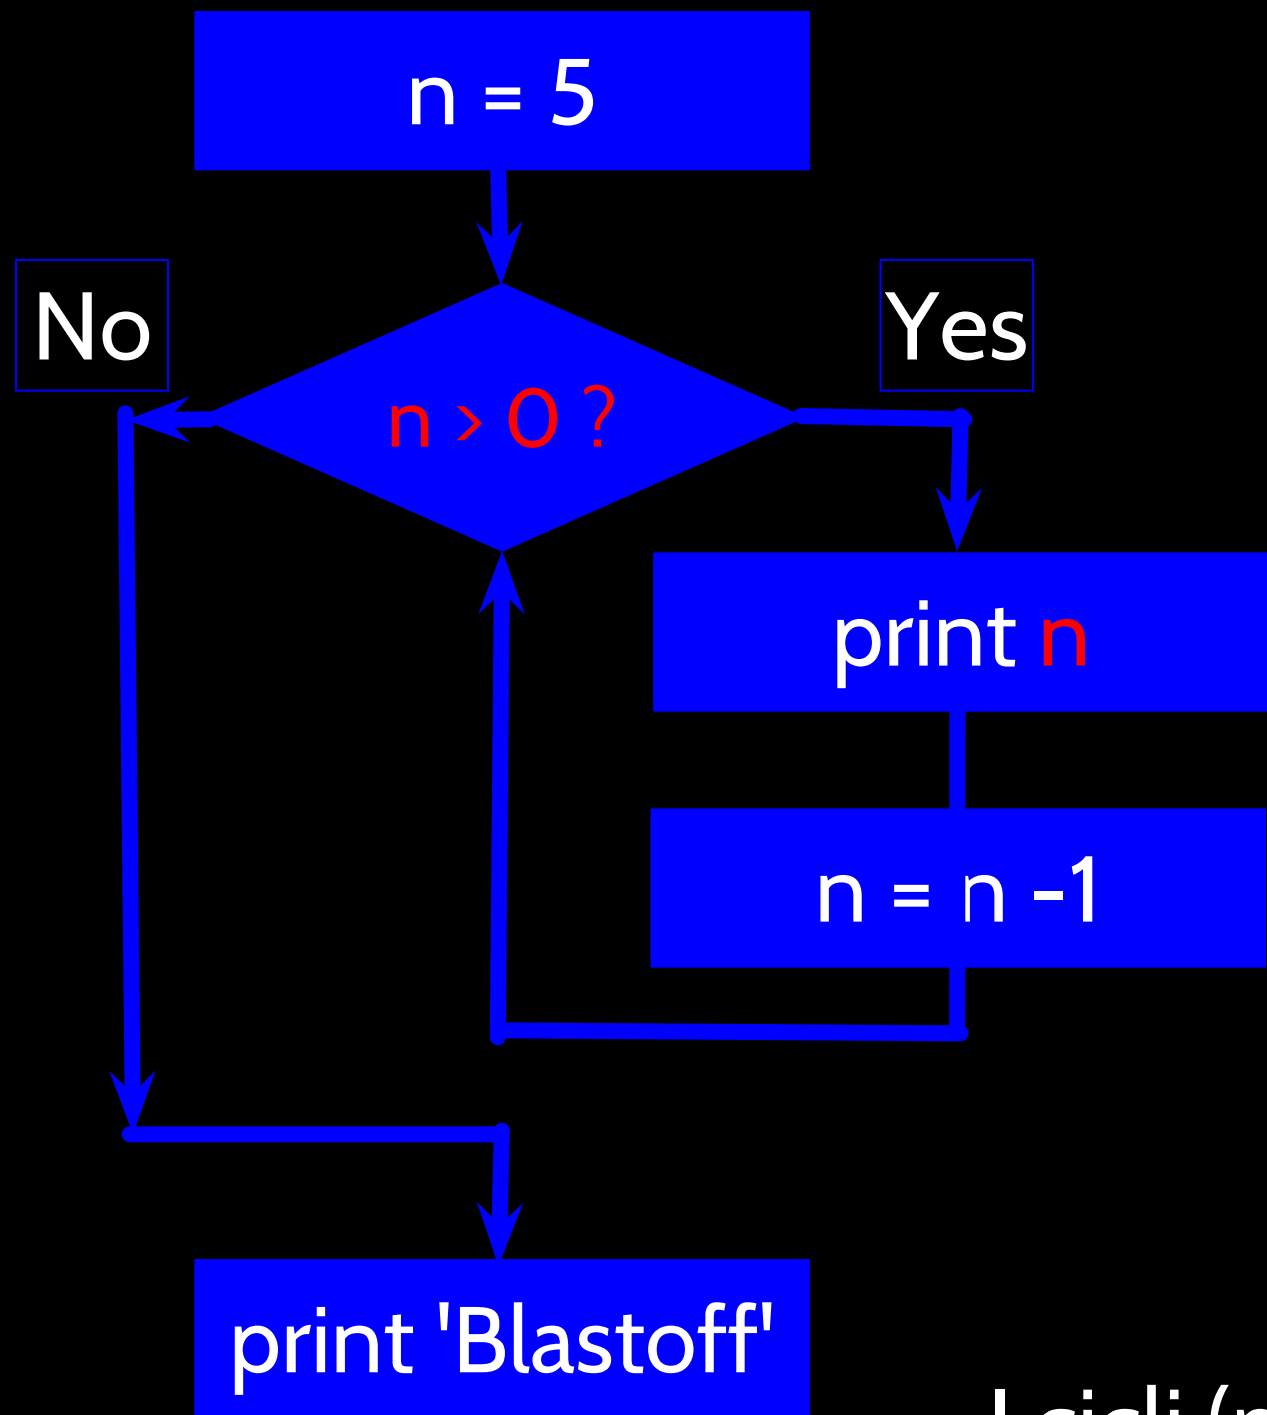 n = 5
No
Yes
n > 0 ?
print n
n = n -1
print 'Blastoff'